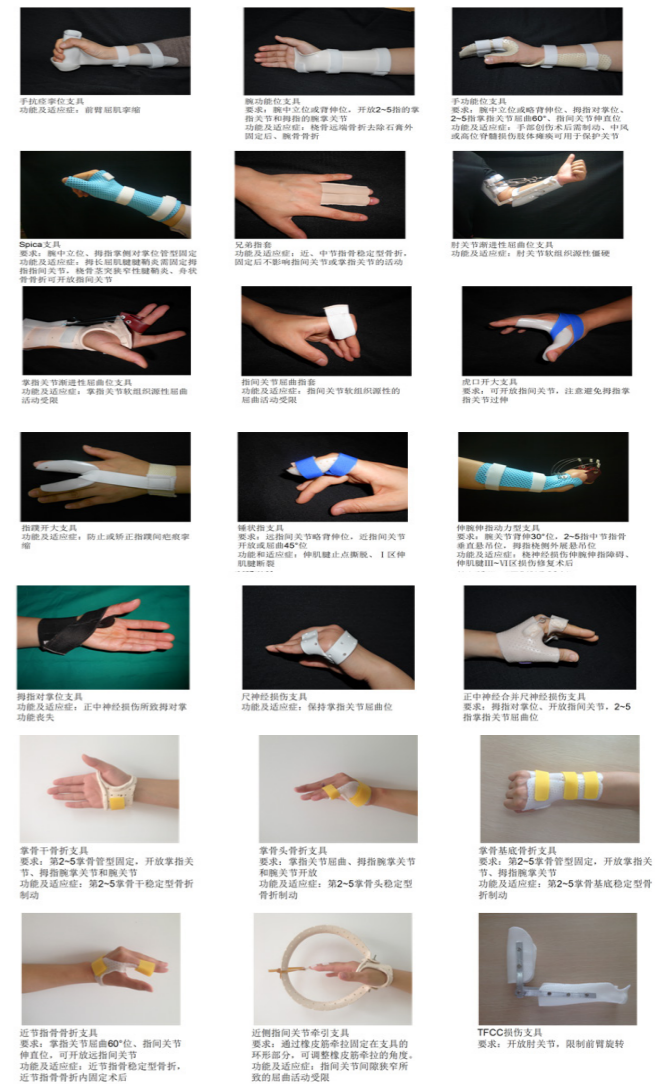 手抗痉挛位支具
功能及适应症：前臂屈肌挛缩
腕功能位支具
要求：腕中立位或背伸位，开放2~5指的掌
指关节和拇指的腕掌关节
功能及适应症：桡骨远端骨折去除石膏外
固定后、腕骨骨折
手功能位支具
要求：腕中立位或略背伸位、拇指对掌位、
2~5指掌指关节屈曲60°、指间关节伸直位
功能及适应症：手部创伤术后需制动、中风
或高位脊髓损伤肢体瘫痪可用于保护关节
Spica支具
要求：腕中立位、拇指掌侧对掌位管型固定
功能及适应症：拇长屈肌腱腱鞘炎需固定拇
指指间关节，桡骨茎突狭窄性腱鞘炎、舟状
骨骨折可开放指间关节
兄弟指套
功能及适应症：近、中节指骨稳定型骨折，
固定后不影响指间关节或掌指关节的活动
肘关节渐进性屈曲位支具
功能及适应症：肘关节软组织源性僵硬
掌指关节渐进性屈曲位支具
功能及适应症：掌指关节软组织源性屈曲
活动受限
指间关节屈曲指套
功能及适应症：指间关节软组织源性的
屈曲活动受限
虎口开大支具
要求：可开放指间关节，注意避免拇指掌
指关节过伸
指蹼开大支具
功能及适应症：防止或矫正指蹼间疤痕挛
缩
锤状指支具
要求：远指间关节略背伸位，近指间关节
开放或屈曲45°位
功能和适应症：伸肌腱止点撕脱、Ⅰ区伸
肌腱断裂
伸腕伸指动力型支具
要求：腕关节背伸30°位，2~5指中节指骨
垂直悬吊位，拇指桡侧外展悬吊位
功能及适应症：桡神经损伤伸腕伸指障碍、
伸肌腱Ⅲ~Ⅵ区损伤修复术后
拇指对掌位支具
功能及适应症：正中神经损伤所致拇对掌
功能丧失
尺神经损伤支具
功能及适应症：保持掌指关节屈曲位
正中神经合并尺神经损伤支具
要求：拇指对掌位、开放指间关节，2~5
指掌指关节屈曲位
掌骨干骨折支具
要求：第2~5掌骨管型固定，开放掌指关
节、拇指腕掌关节和腕关节
功能及适应症：第2~5掌骨干稳定型骨折
制动
掌骨头骨折支具
要求：掌指关节屈曲、拇指腕掌关节
和腕关节开放
功能及适应症：第2~5掌骨头稳定型
骨折制动
掌骨基底骨折支具
要求：第2~5掌骨管型固定，开放掌指关
节、拇指腕掌关节
功能及适应症：第2~5掌骨基底稳定型骨
折制动
近节指骨骨折支具
要求：掌指关节屈曲60°位、指间关节
伸直位，可开放远指间关节
功能及适应症：近节指骨稳定型骨折，
近节指骨骨折内固定术后
近侧指间关节牵引支具
要求：通过橡皮筋牵拉固定在支具的
环形部分，可调整橡皮筋牵拉的角度。
功能及适应症：指间关节间隙狭窄所
致的屈曲活动受限
TFCC损伤支具
要求：开放肘关节，限制前臂旋转